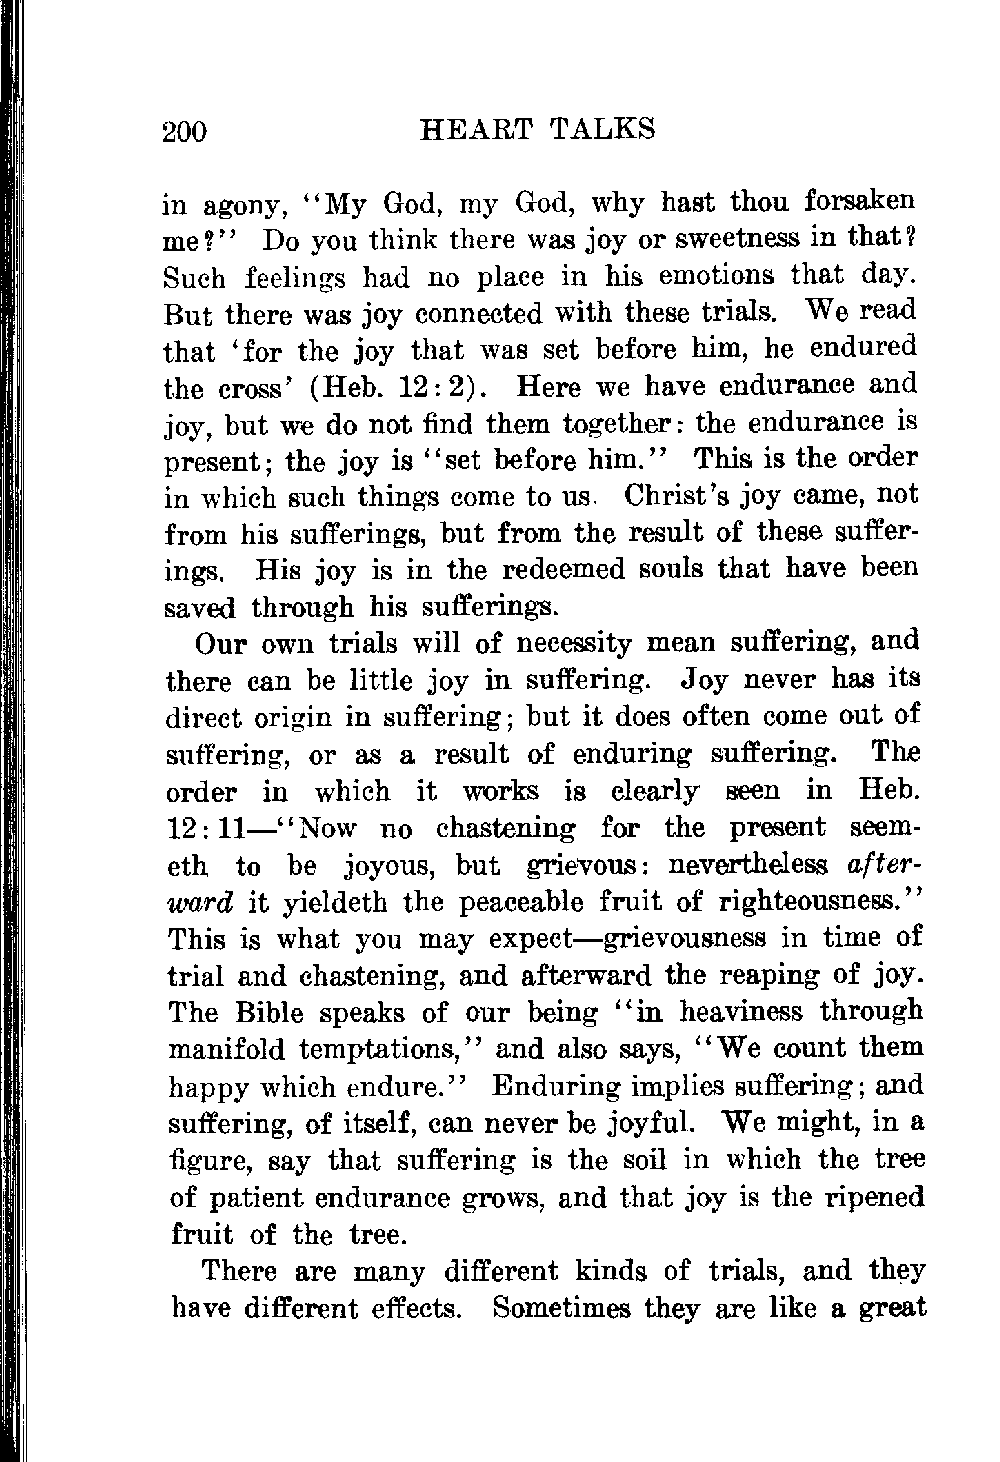 200 HEART TALKS
in agony, ‘‘My God, my God, why hast thou forsaken
me?’’ Do you think there was joy or sweetness in that?
Such feelings had no place in his emotions that day.
But there was joy connected with these trials. We read
that ‘for the joy that was set before him, he endured
the cross’ (Heb. 12: 2). Here we have endurance and
joy, but we do not find them together: the endurance is
present; the joy is ‘‘set before him.’’ This is the order
in which such things come to us. Christ’s joy came, not
from his sufferings, but from the result of these suffer-
ings. His joy is in the redeemed souls that have been
saved through his sufferings.
Our own trials will of necessity mean suffering, and
there can be little joy in suffering. Joy never has its
direct origin in suffering; but it does often come out of
suffering, or as a result of enduring suffering. The
order in which it works is clearly seen in Heb.
12: 11—‘‘Now no chastening for the present seem-
eth to be joyous, but grievous: nevertheless after-
ward it yieldeth the peaceable fruit of righteousness.’’
This is what you may expect—grievousness in time of
trial and chastening, and afterward the reaping of joy.
The Bible speaks of our being ‘‘in heaviness through
manifold temptations,’’ and also says, ‘‘We count them
happy which endure.’’ Enduring implies suffering; and
suffering, of itself, can never be joyful. We might, in a
figure, say that suffering is the soil in which the tree
of patient endurance grows, and that joy is the ripened
fruit of the tree.
There are many different kinds of trials, and they
have different effects. Sometimes they are like a great